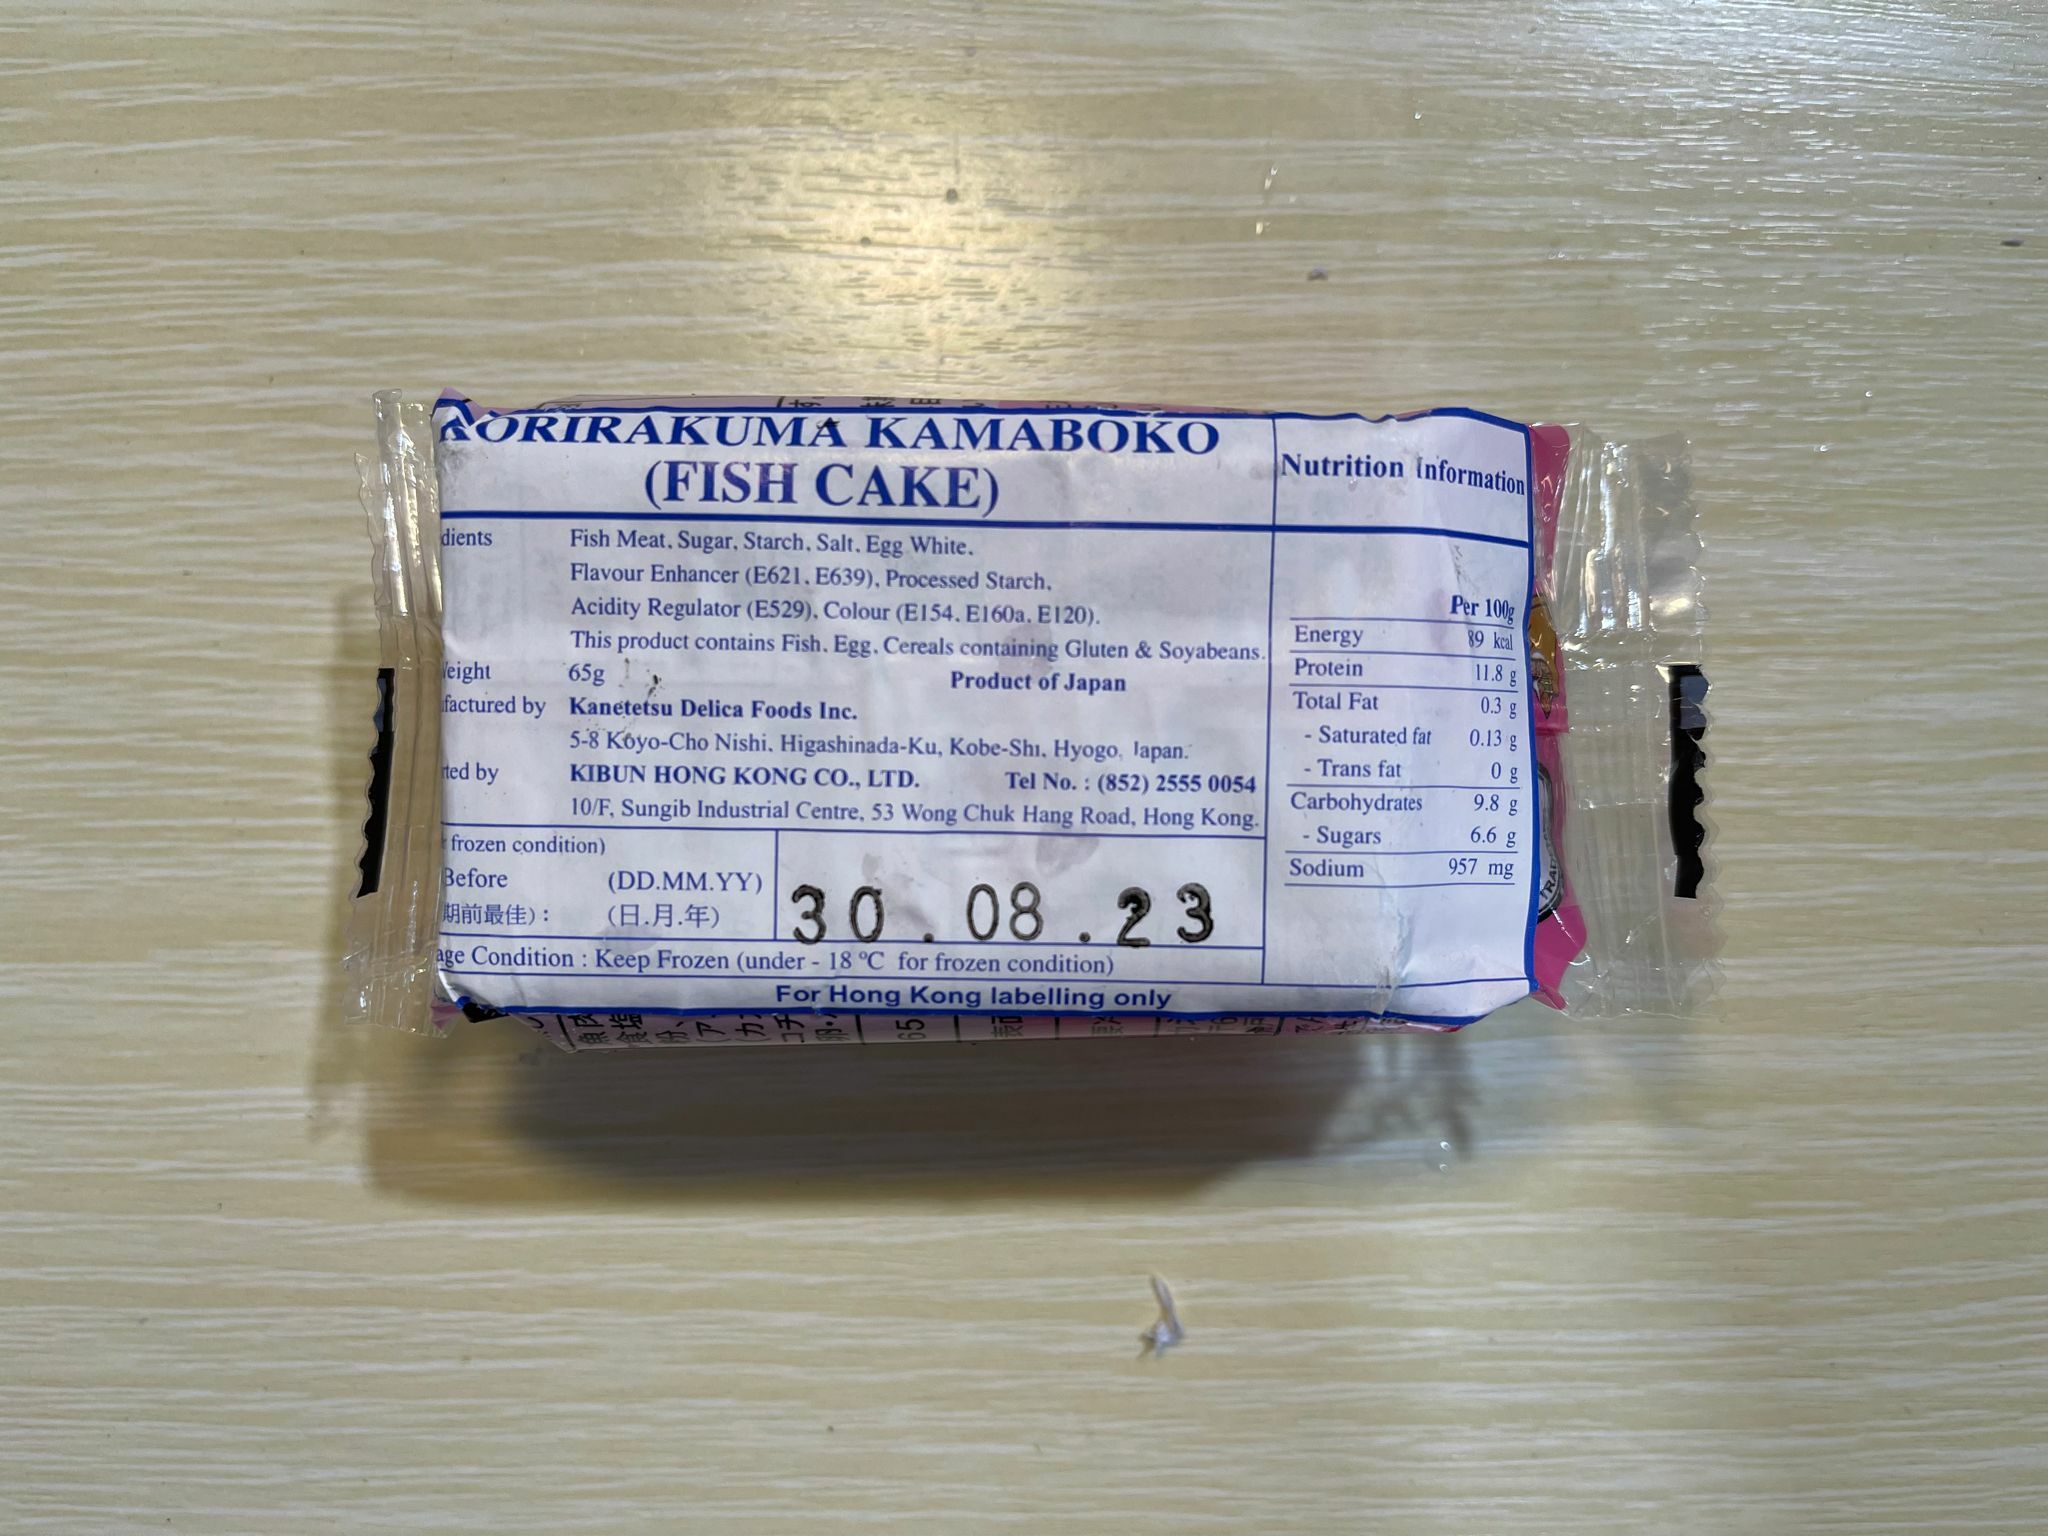 KORIRAKUMA KAMABOKO
(FISH CAKE)
dients Fish Meat, Sugar, Starch, Salt, Egg White,
Flavour Enhancer (E621, E639), Processed Starch,
Acidity Regulator (E529), Colour (E154, E160a, E120).
This product contains Fish, Egg, Cereals containing Gluten & Soyabeans.
eight 65g Product of Japan
factured by Kanetetsu Delica Foods Inc.
5-8 Koyo-Cho Nishi, Higashinada-Ku, Kobe-Shi, Hyogo, Japan.
ted by KIBUN HONG KONG CO., LTD. Tel No. : (852) 2555 0054
10/F, Sungib Industrial Centre, 53 Wong Chuk Hang Road, Hong Kong.
frozen condition)
Before (DD.MM.YY)
期前最佳) : (日.月.年)
30 . 08 . 23
age Condition : Keep Frozen (under - 18 °C for frozen condition)
For Hong Kong labelling only
Nutrition Information
Per 100g
Energy 89 kcal
Protein 11.8 g
Total Fat 0.3 g
- Saturated fat 0.13 g
- Trans fat 0 g
Carbohydrates 9.8 g
- Sugars 6.6 g
Sodium 957 mg